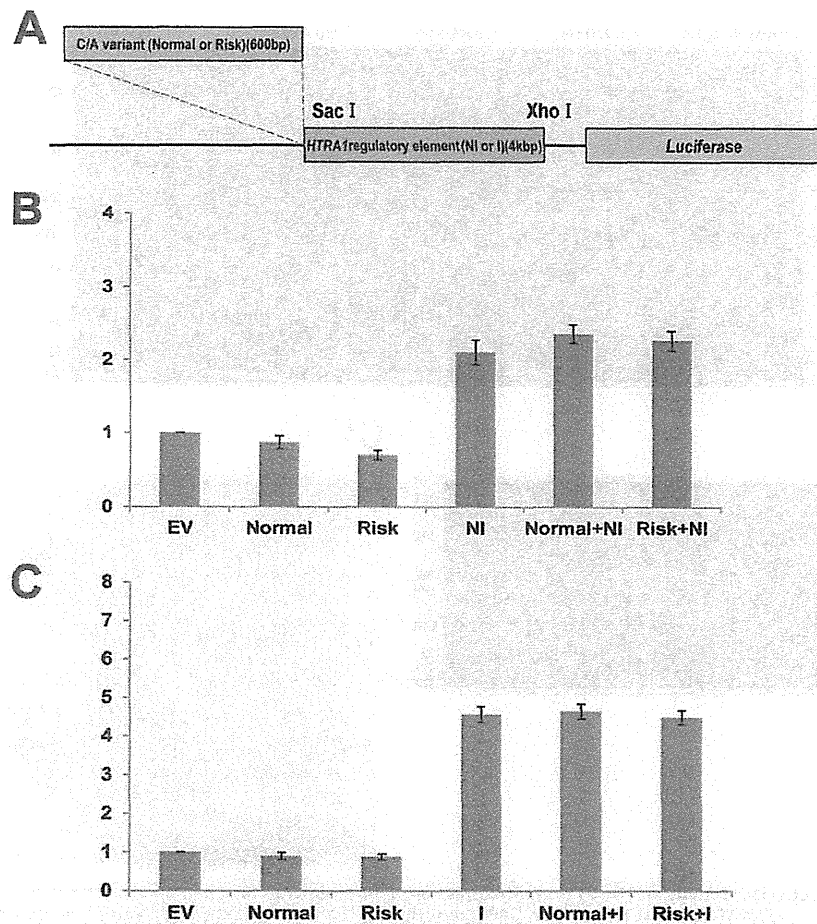 A
C/A variant (Normal or Risk)(600bp)
Sac I
Xho I
HTRA1regulatory element(NI or I)(4kbp)
Luciferase
B
4
3
2
1
0
EV Normal Risk NI Normal+NI Risk+NI
C
8
7
6
5
4
3
2
1
0
EV Normal Risk I Normal+I Risk+I